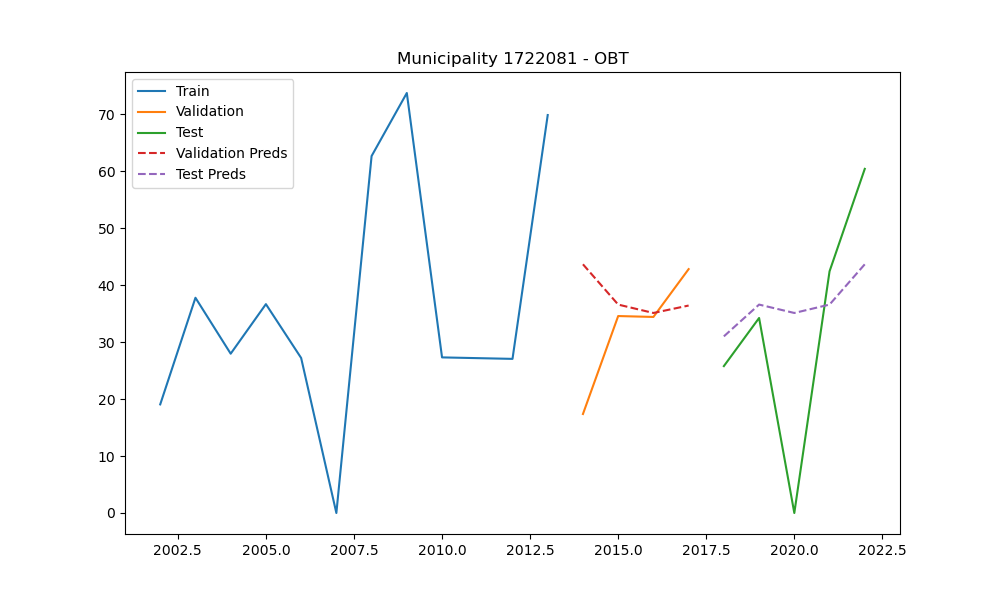 Municipality 1722081 - OBT
Train
Validation
Test
Validation Preds
Test Preds
70
60
50
40
30
20
10
0
2002.5 2005.0 2007.5 2010.0 2012.5 2015.0 2017.5 2020.0 2022.5